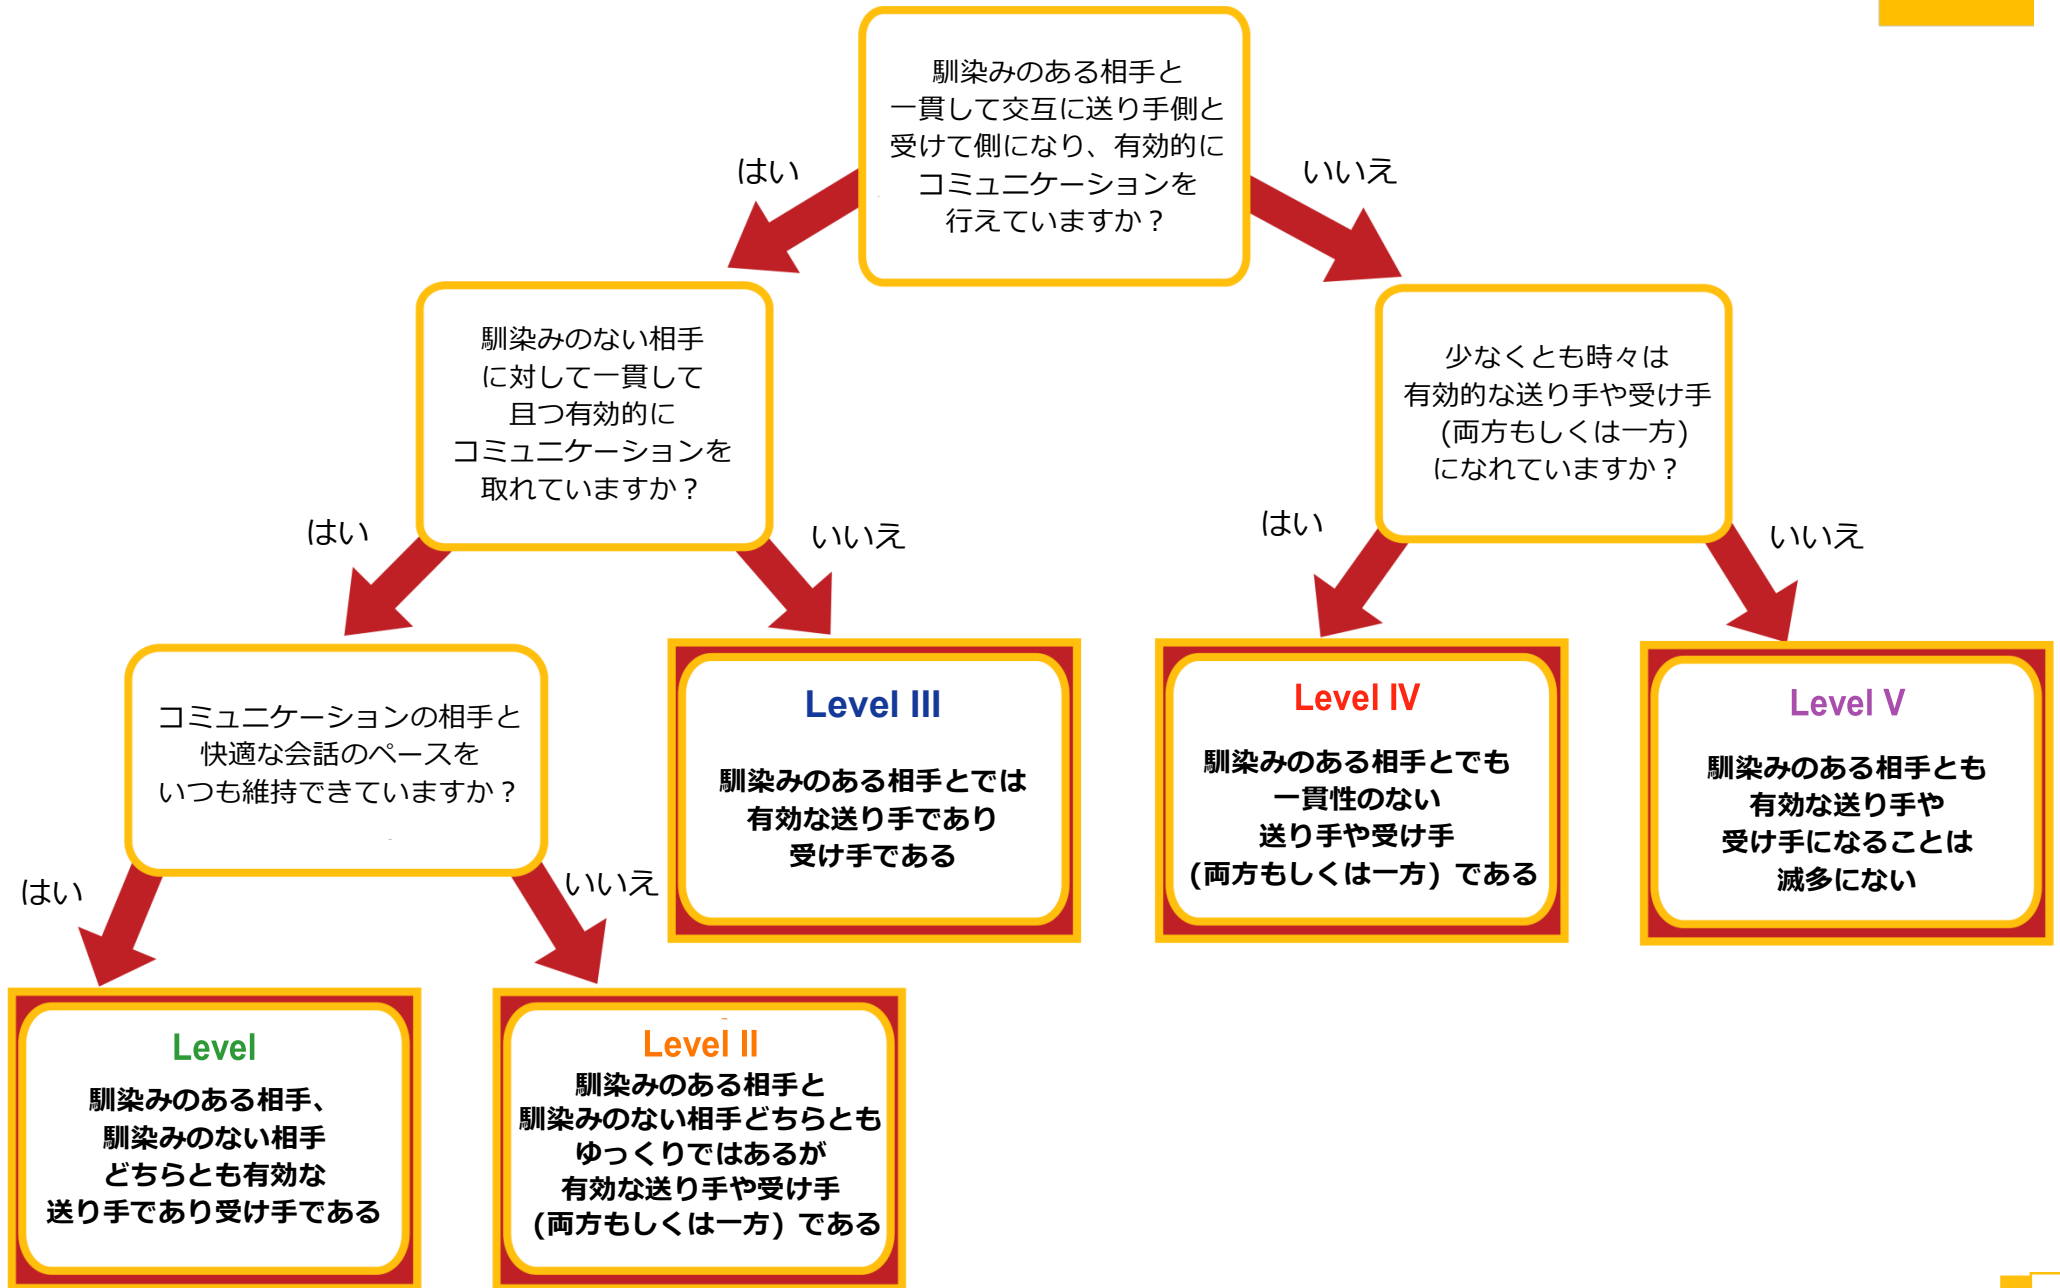 馴染みのある相手と
一貫して交互に送り手側と
受けて側になり、有効的に
コミュニケーションを
行えていますか？
はい
いいえ
馴染みのない相手
に対して一貫して
且つ有効的に
コミュニケーションを
取れていますか？
少なくとも時々は
有効的な送り手や受け手
(両方もしくは一方)
になれていますか？
はい
いいえ
はい
いいえ
コミュニケーションの相手と
快適な会話のペースを
いつも維持できていますか？
Level III
馴染みのある相手とでは
有効な送り手であり
受け手である
Level IV
馴染みのある相手とでも
一貫性のない
送り手や受け手
(両方もしくは一方) である
Level V
馴染みのある相手とも
有効な送り手や
受け手になることは
滅多にない
はい
いいえ
Level
馴染みのある相手、
馴染みのない相手
どちらとも有効な
送り手であり受け手である
Level II
馴染みのある相手と
馴染みのない相手どちらとも
ゆっくりではあるが
有効な送り手や受け手
(両方もしくは一方) である